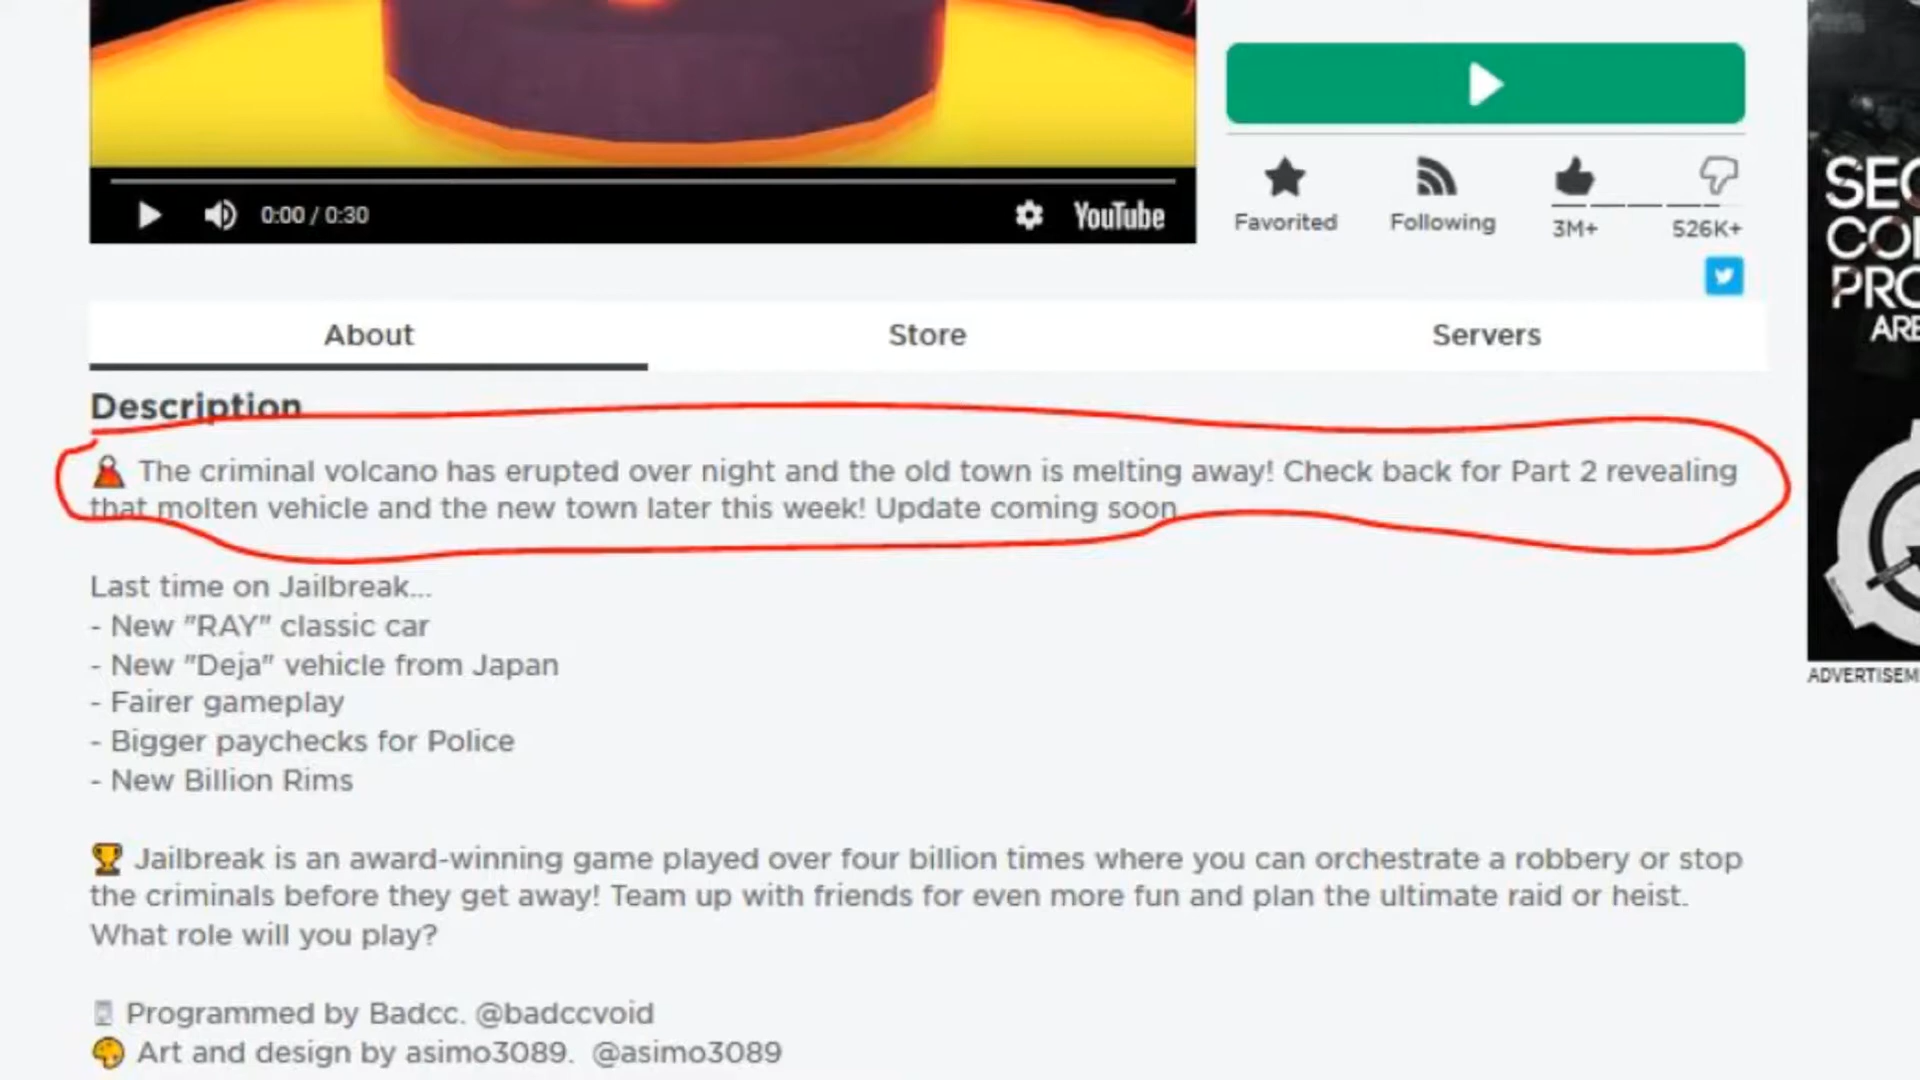 0:00 / 0:30
YouTube
Favorited
Following
3M+
526K+
About
Store
Servers
Description
The criminal volcano has erupted over night and the old town is melting away! Check back for Part 2 revealing
that molten vehicle and the new town later this week! Update coming soon
Last time on Jailbreak...
- New "RAY" classic car
- New "Deja" vehicle from Japan
- Fairer gameplay
- Bigger paychecks for Police
- New Billion Rims
Jailbreak is an award-winning game played over four billion times where you can orchestrate a robbery or stop
the criminals before they get away! Team up with friends for even more fun and plan the ultimate raid or heist.
What role will you play?
Programmed by Badcc. @badccvoid
Art and design by asimo3089. @asimo3089
SEC
CON
PRO
ARE
ADVERTISEM